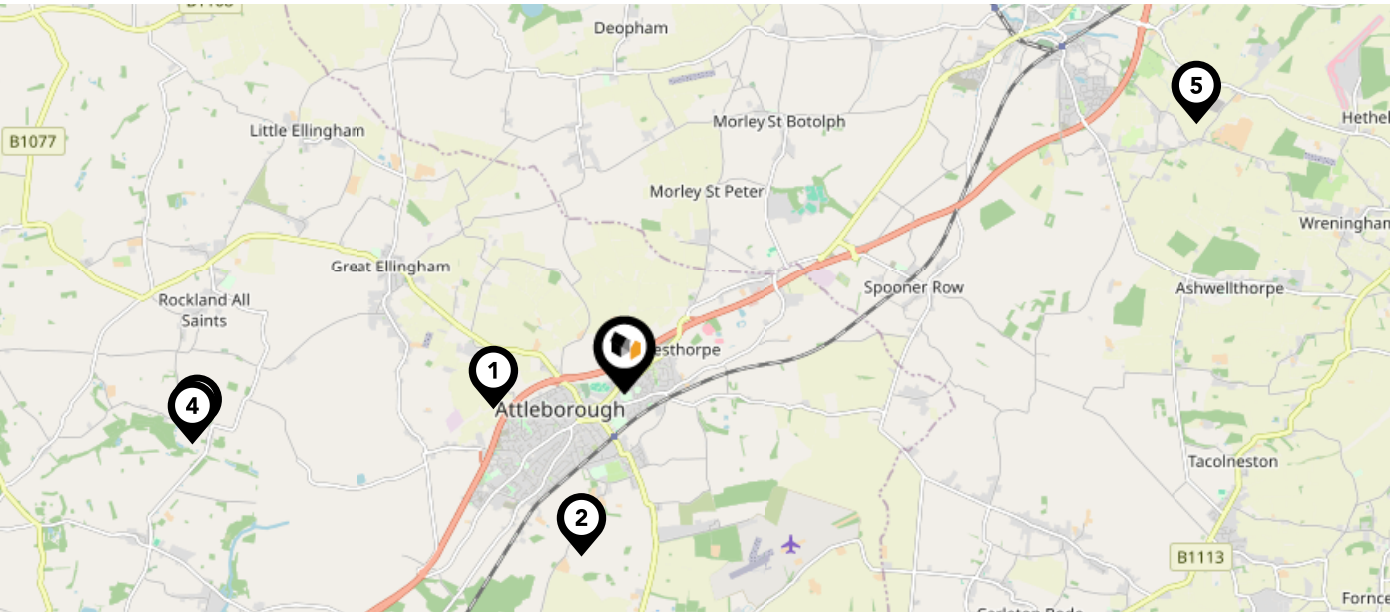 Deopham
5
Hethel
Morley St Botolph
Little Ellingham
B1077
Morley St Peter
Wreningham
Great Ellingham
Spooner Row
Ashwellthorpe
Rockland All
Saints
esthorpe
1
4
Attleborough
Tacolneston
2
B1113